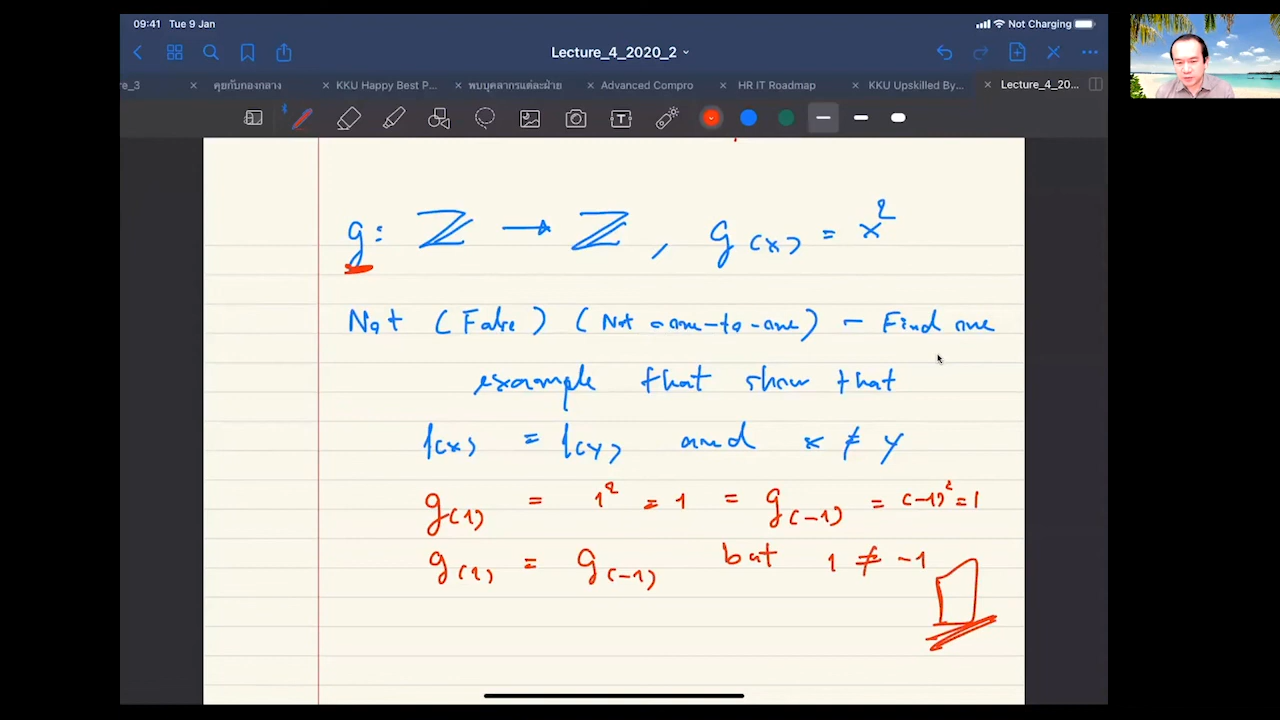 09:41 Tue 9 Jan
Not Charging
Lecture_4_2020_2
re_3
คุยกับกองกลาง
KKU Happy Best P...
พบบุคลากรแต่ละฝ่าย
Advanced Compro
HR IT Roadmap
KKU Upskilled By...
Lecture_4_20...
g: ℤ → ℤ, g(x) = x²
Not (False) (Not one-to-one) - Find one
example that show that
f(x) = f(y) and x ≠ y
g(1) = 1² = 1 = g(-1) = (-1)² = 1
g(1) = g(-1) but 1 ≠ -1